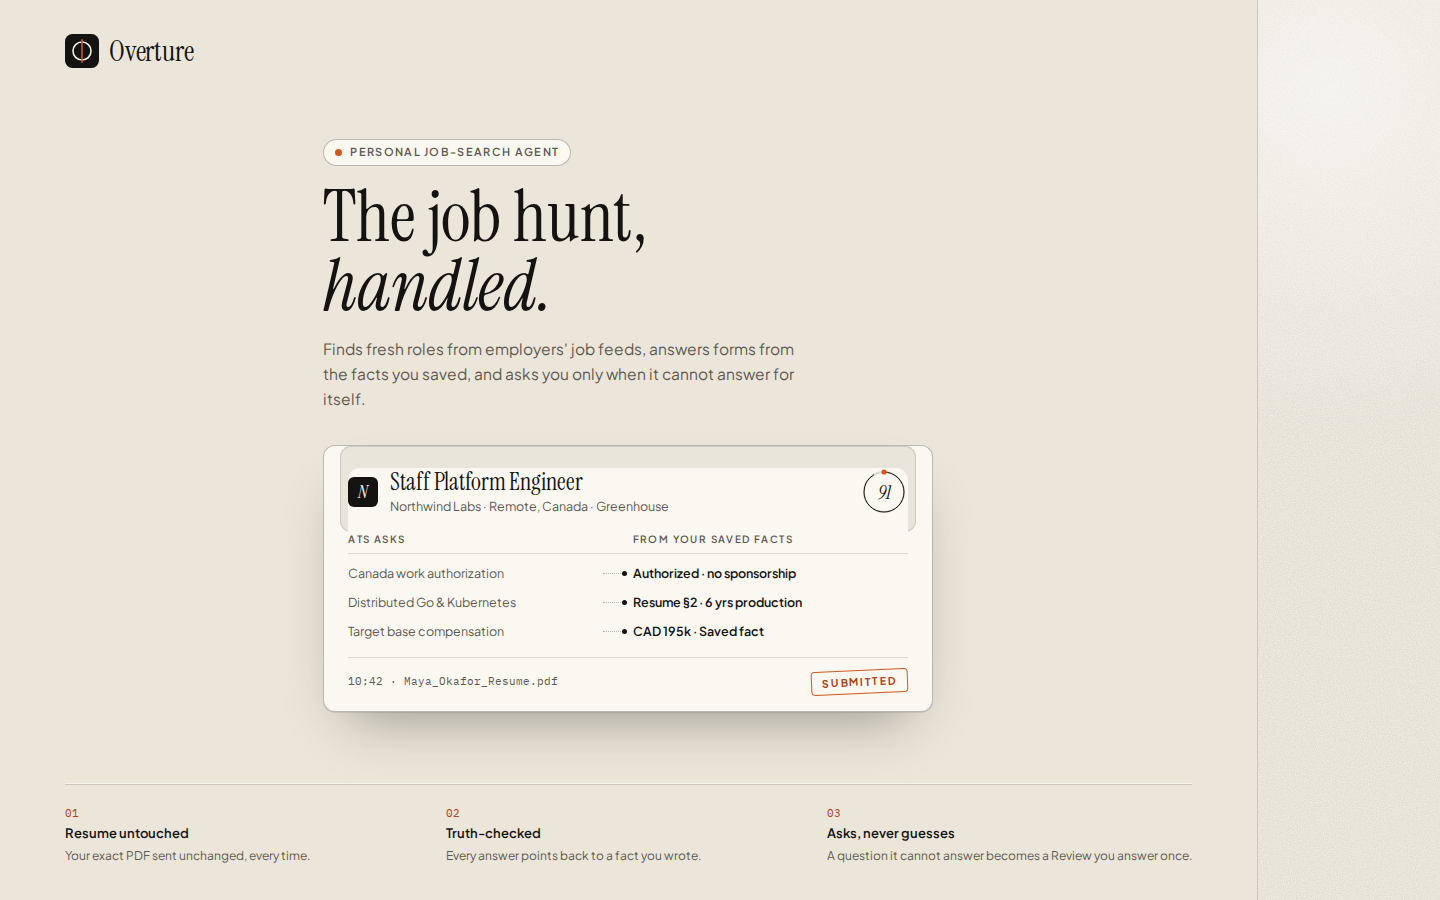 Overture
PERSONAL JOB-SEARCH AGENT
The job hunt,
handled.
Finds fresh roles from employers' job feeds, answers forms from
the facts you saved, and asks you only when it cannot answer for
itself.
N
Staff Platform Engineer
Northwind Labs · Remote, Canada · Greenhouse
91
ATS ASKS
FROM YOUR SAVED FACTS
Canada work authorization
Authorized · no sponsorship
Distributed Go & Kubernetes
Resume §2 · 6 yrs production
Target base compensation
CAD 195k · Saved fact
10:42 · Maya_Okafor_Resume.pdf
SUBMITTED
01
Resume untouched
Your exact PDF sent unchanged, every time.
02
Truth-checked
Every answer points back to a fact you wrote.
03
Asks, never guesses
A question it cannot answer becomes a Review you answer once.